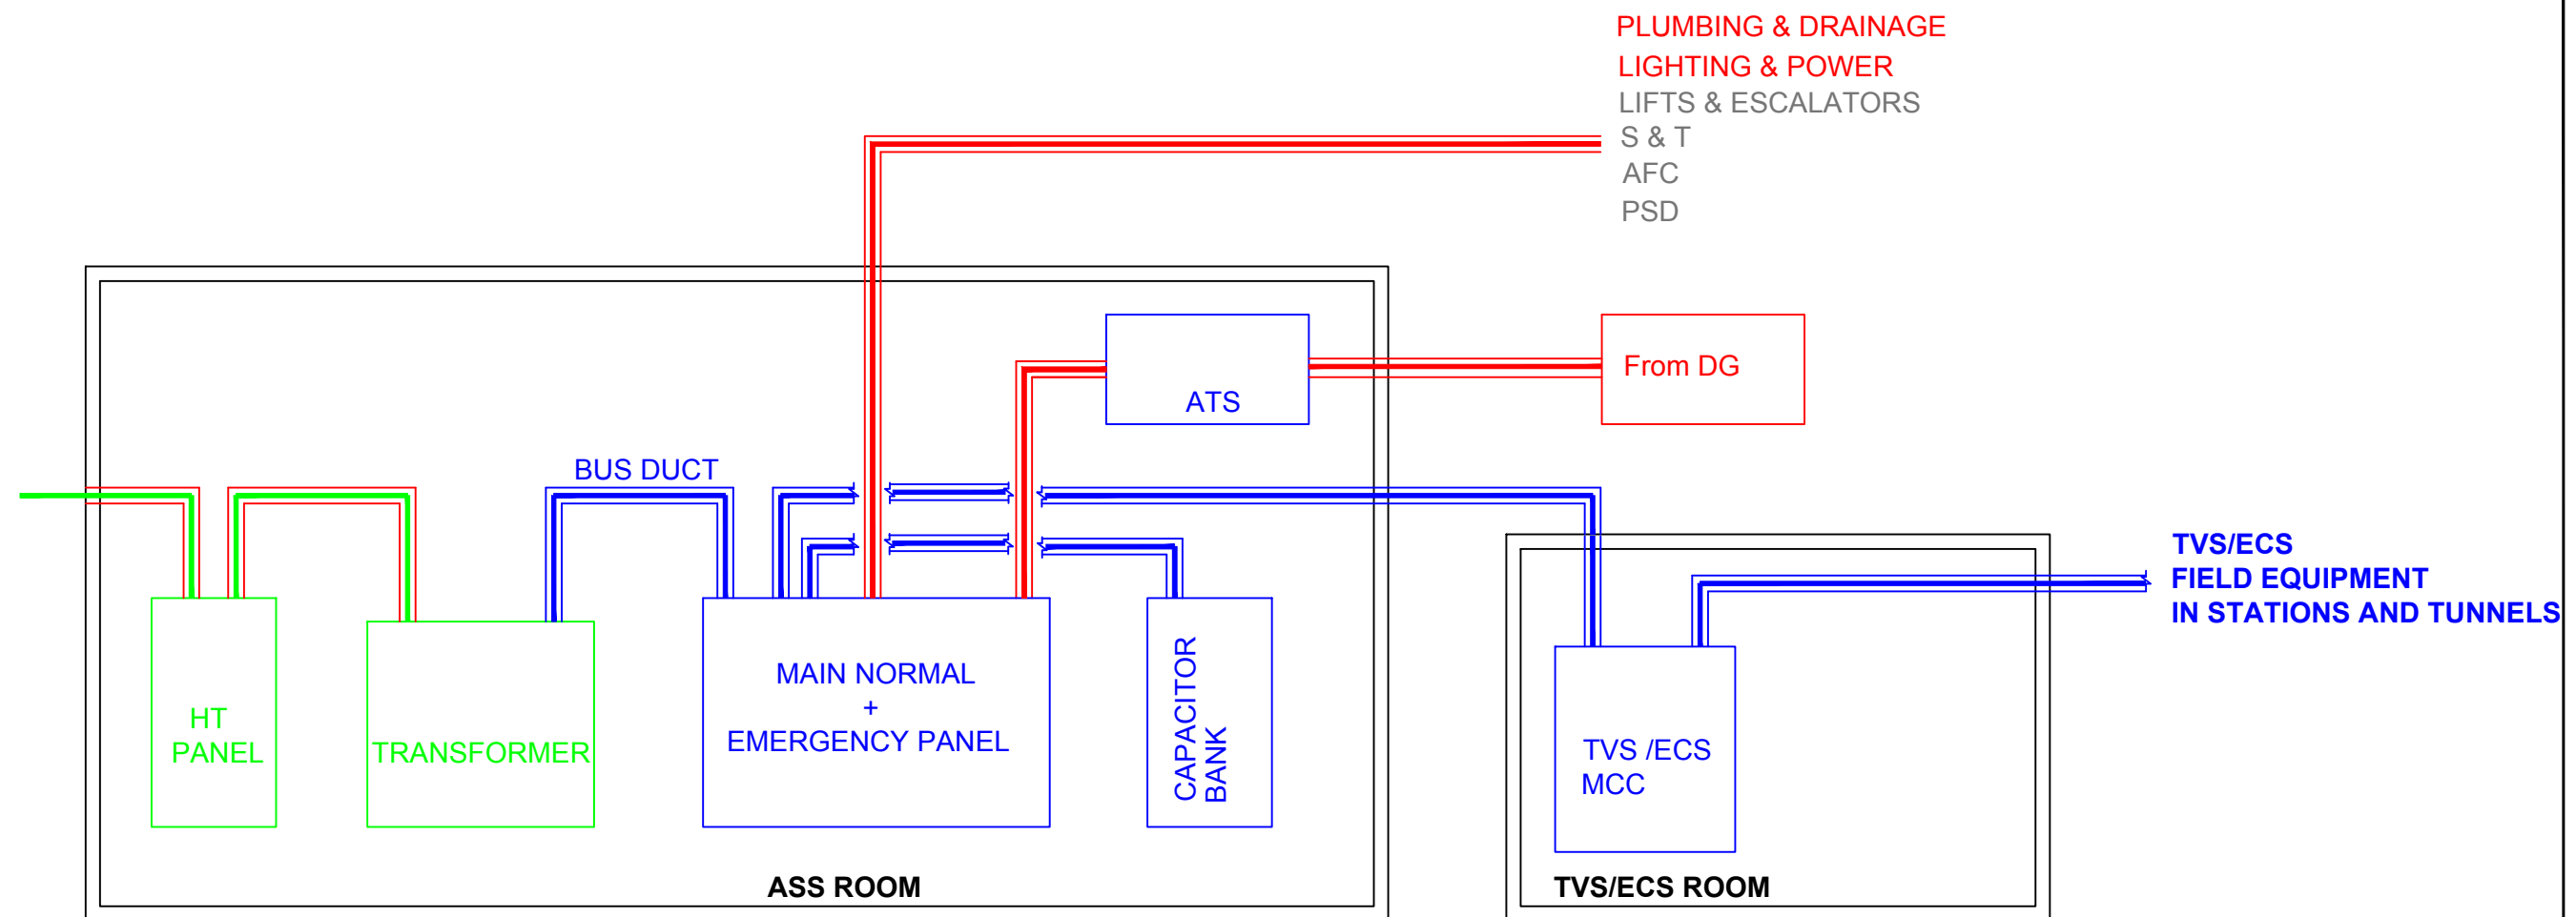 PLUMBING & DRAINAGE
LIGHTING & POWER
LIFTS & ESCALATORS
S & T
AFC
PSD
From DG
ATS
BUS DUCT
TVS/ECS
FIELD EQUIPMENT
IN STATIONS AND TUNNELS
HT
PANEL
TRANSFORMER
MAIN NORMAL
+
EMERGENCY PANEL
CAPACITOR
BANK
TVS /ECS
MCC
ASS ROOM
TVS/ECS ROOM